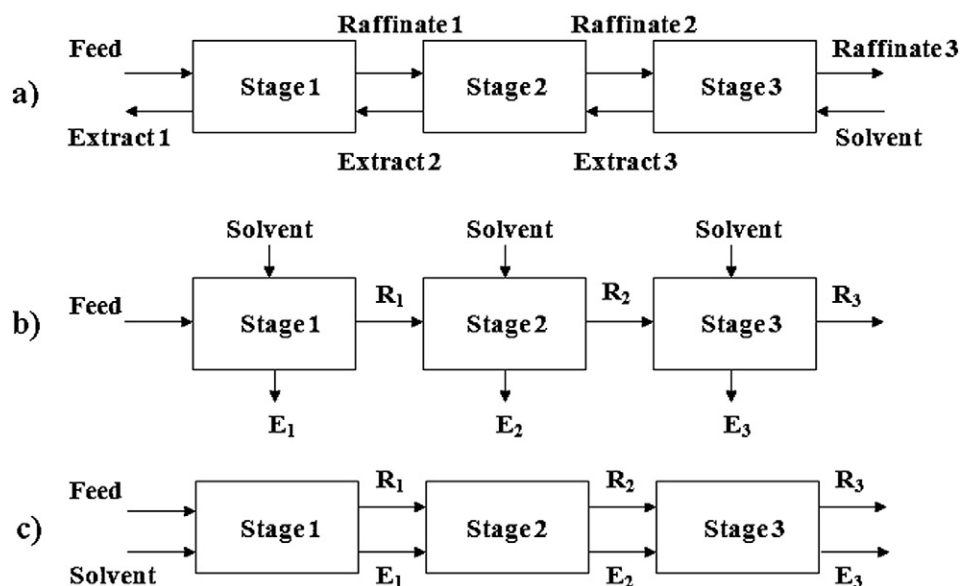 Raffinate 1 Raffinate 2
Feed Raffinate 3
a) Stage 1 Stage 2 Stage 3
Extract 1 Extract 2 Extract 3 Solvent
Solvent Solvent Solvent
b) Feed Stage 1 R₁ Stage 2 R₂ Stage 3 R₃
E₁ E₂ E₃
R₁ R₂ R₃
Feed
c) Stage 1 Stage 2 Stage 3
Solvent E₁ E₂ E₃